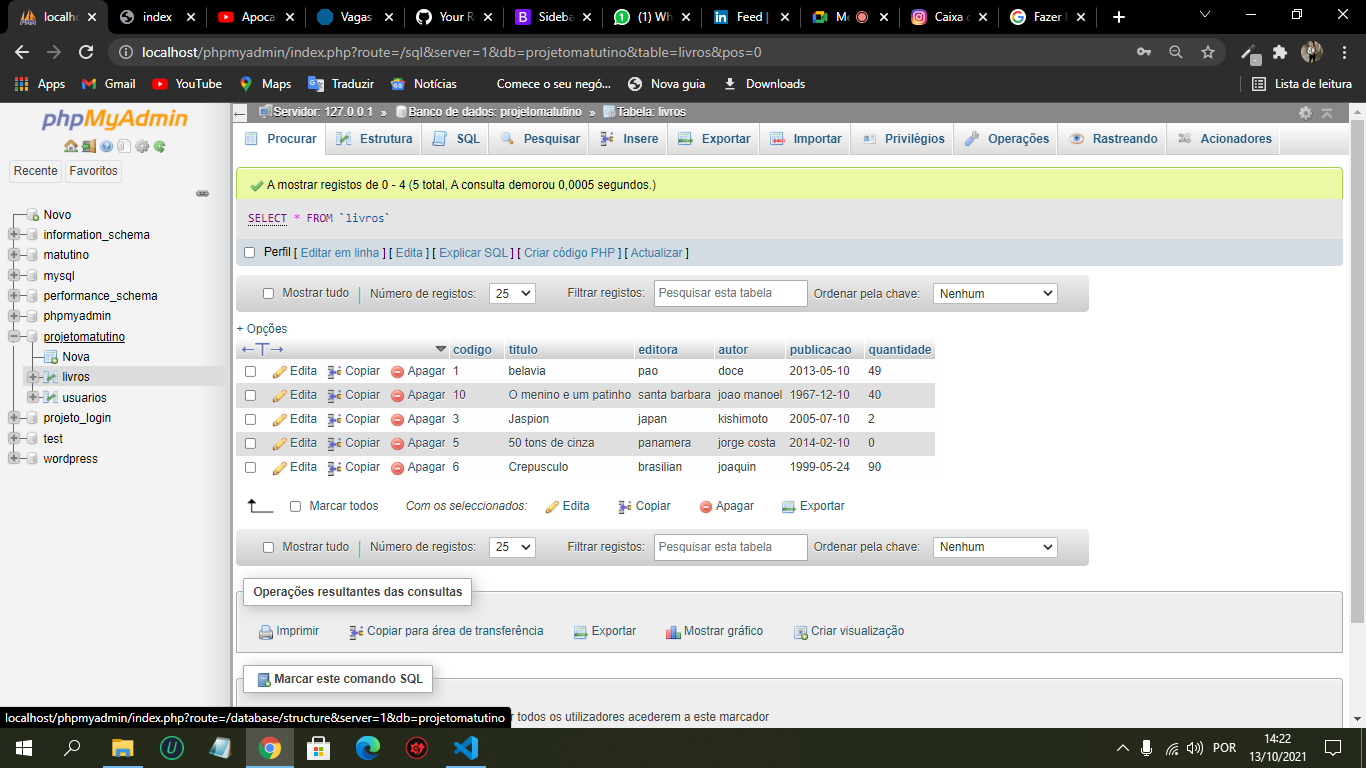 localh
index
Apocal
Vagas
Your R
Sideba
(1) Wh
Feed |
Me
Caixa d
Fazer l
localhost/phpmyadmin/index.php?route=/sql&server=1&db=projetomatutino&table=livros&pos=0
Apps
Gmail
YouTube
Maps
Traduzir
Notícias
Comece o seu negó...
Nova guia
Downloads
Lista de leitura
phpMyAdmin
Recente
Favoritos
Novo
information_schema
matutino
mysql
performance_schema
phpmyadmin
projetomatutino
Nova
livros
usuarios
projeto_login
test
wordpress
Servidor: 127.0.0.1 » Banco de dados: projetomatutino » Tabela: livros
Procurar
Estrutura
SQL
Pesquisar
Insere
Exportar
Importar
Privilégios
Operações
Rastreando
Acionadores
A mostrar registos de 0 - 4 (5 total, A consulta demorou 0,0005 segundos.)
SELECT * FROM `livros`
Perfil [ Editar em linha ] [ Edita ] [ Explicar SQL ] [ Criar código PHP ] [ Actualizar ]
Mostrar tudo Número de registos: 25 Filtrar registos: Pesquisar esta tabela Ordenar pela chave: Nenhum
+ Opções
←T→ codigo titulo editora autor publicacao quantidade
Edita Copiar Apagar 1 belavia pao doce 2013-05-10 49
Edita Copiar Apagar 10 O menino e um patinho santa barbara joao manoel 1967-12-10 40
Edita Copiar Apagar 3 Jaspion japan kishimoto 2005-07-10 2
Edita Copiar Apagar 5 50 tons de cinza panamera jorge costa 2014-02-10 0
Edita Copiar Apagar 6 Crepusculo brasilian joaquin 1999-05-24 90
Marcar todos Com os seleccionados: Edita Copiar Apagar Exportar
Mostrar tudo Número de registos: 25 Filtrar registos: Pesquisar esta tabela Ordenar pela chave: Nenhum
Operações resultantes das consultas
Imprimir Copiar para área de transferência Exportar Mostrar gráfico Criar visualização
Marcar este comando SQL
todos os utilizadores acederem a este marcador
localhost/phpmyadmin/index.php?route=/database/structure&server=1&db=projetomatutino
POR
14:22
13/10/2021